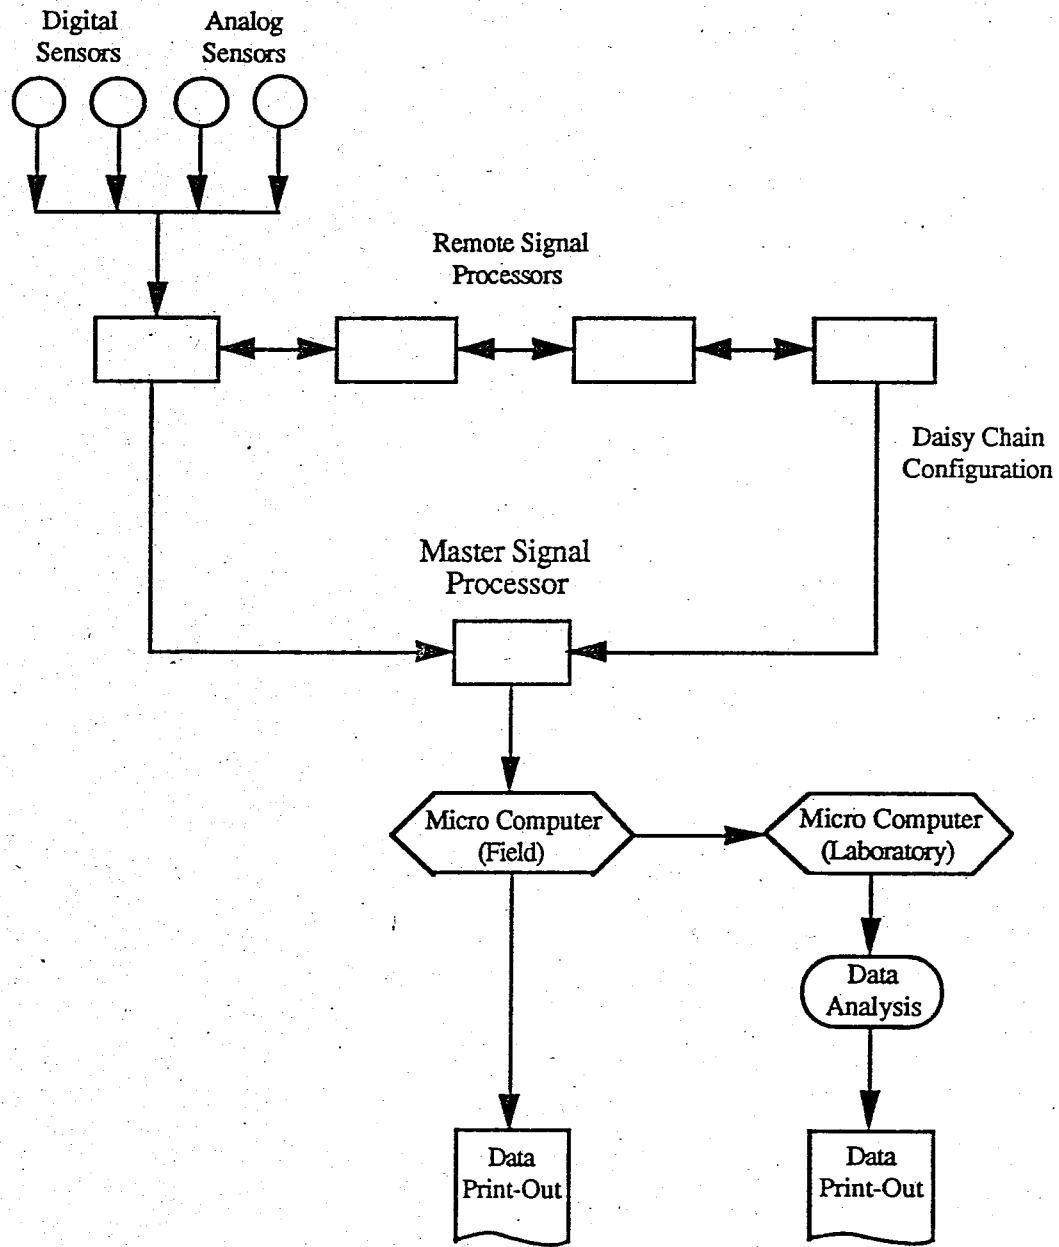 Digital
Sensors
Analog
Sensors
Remote Signal
Processors
Daisy Chain
Configuration
Master Signal
Processor
Micro Computer
(Field)
Micro Computer
(Laboratory)
Data
Analysis
Data
Print-Out
Data
Print-Out